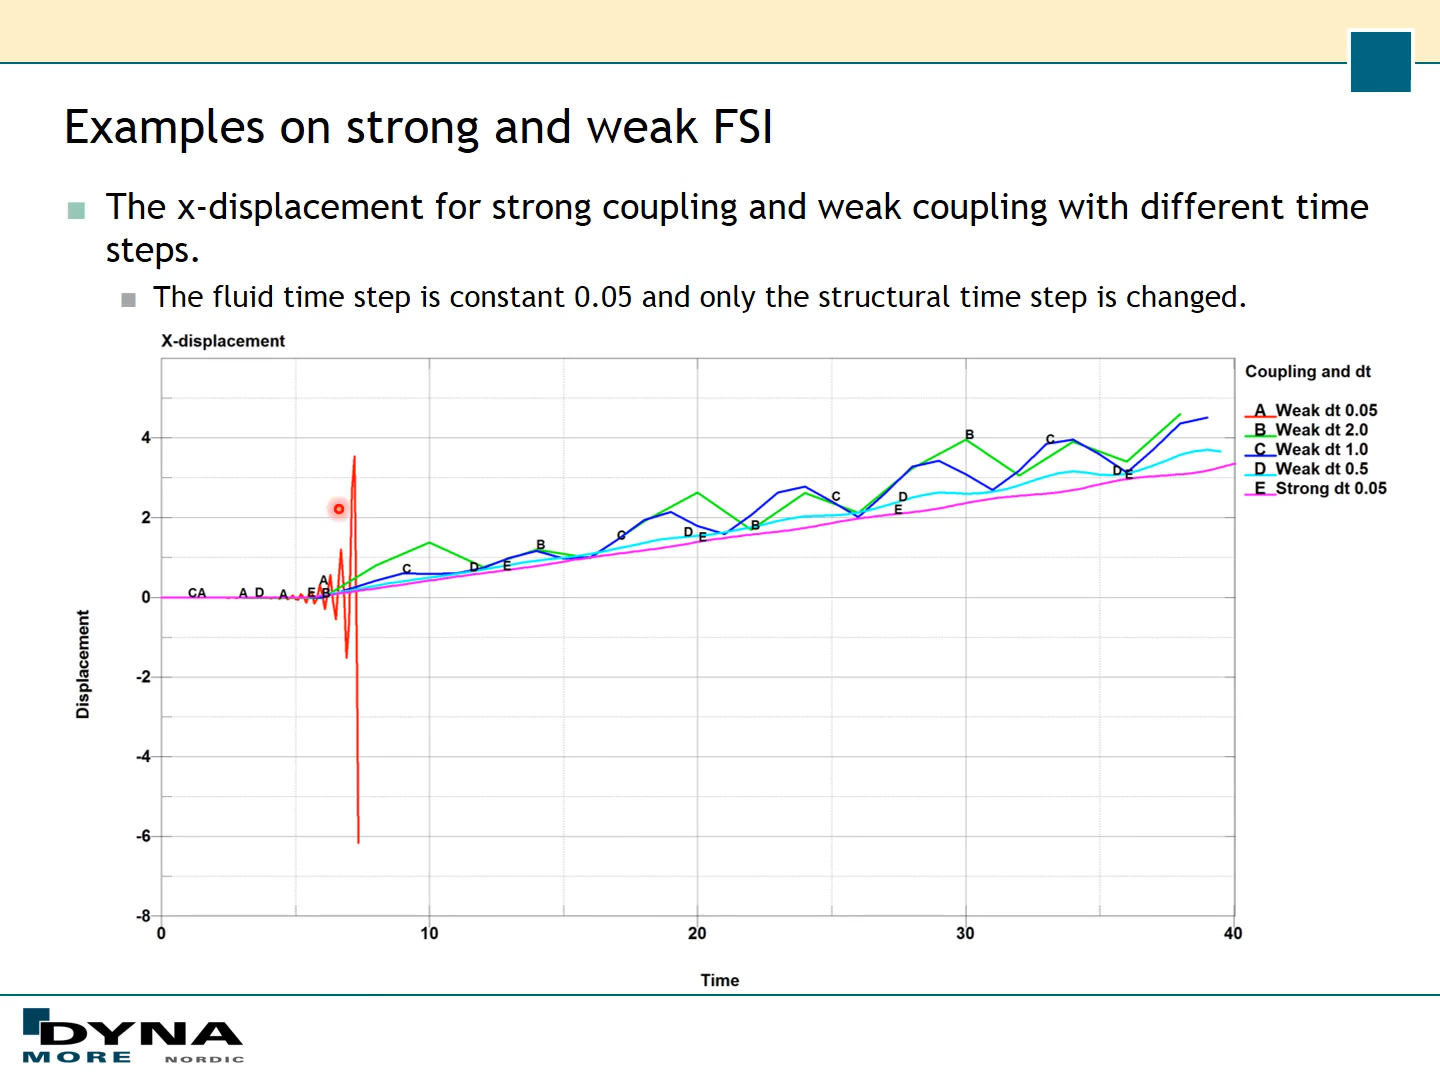 Examples on strong and weak FSI
The x-displacement for strong coupling and weak coupling with different time
steps.
The fluid time step is constant 0.05 and only the structural time step is changed.
X-displacement
Coupling and dt
A Weak dt 0.05
B Weak dt 2.0
C Weak dt 1.0
D Weak dt 0.5
E Strong dt 0.05
4
2
0
-2
-4
-6
-8
Displacement
B
C
D
E
C
D
E
C
D
E
B
B
C
D
E
A
CA
A
D
A
E
B
0
10
20
30
40
Time
DYNA
MORE NORDIC